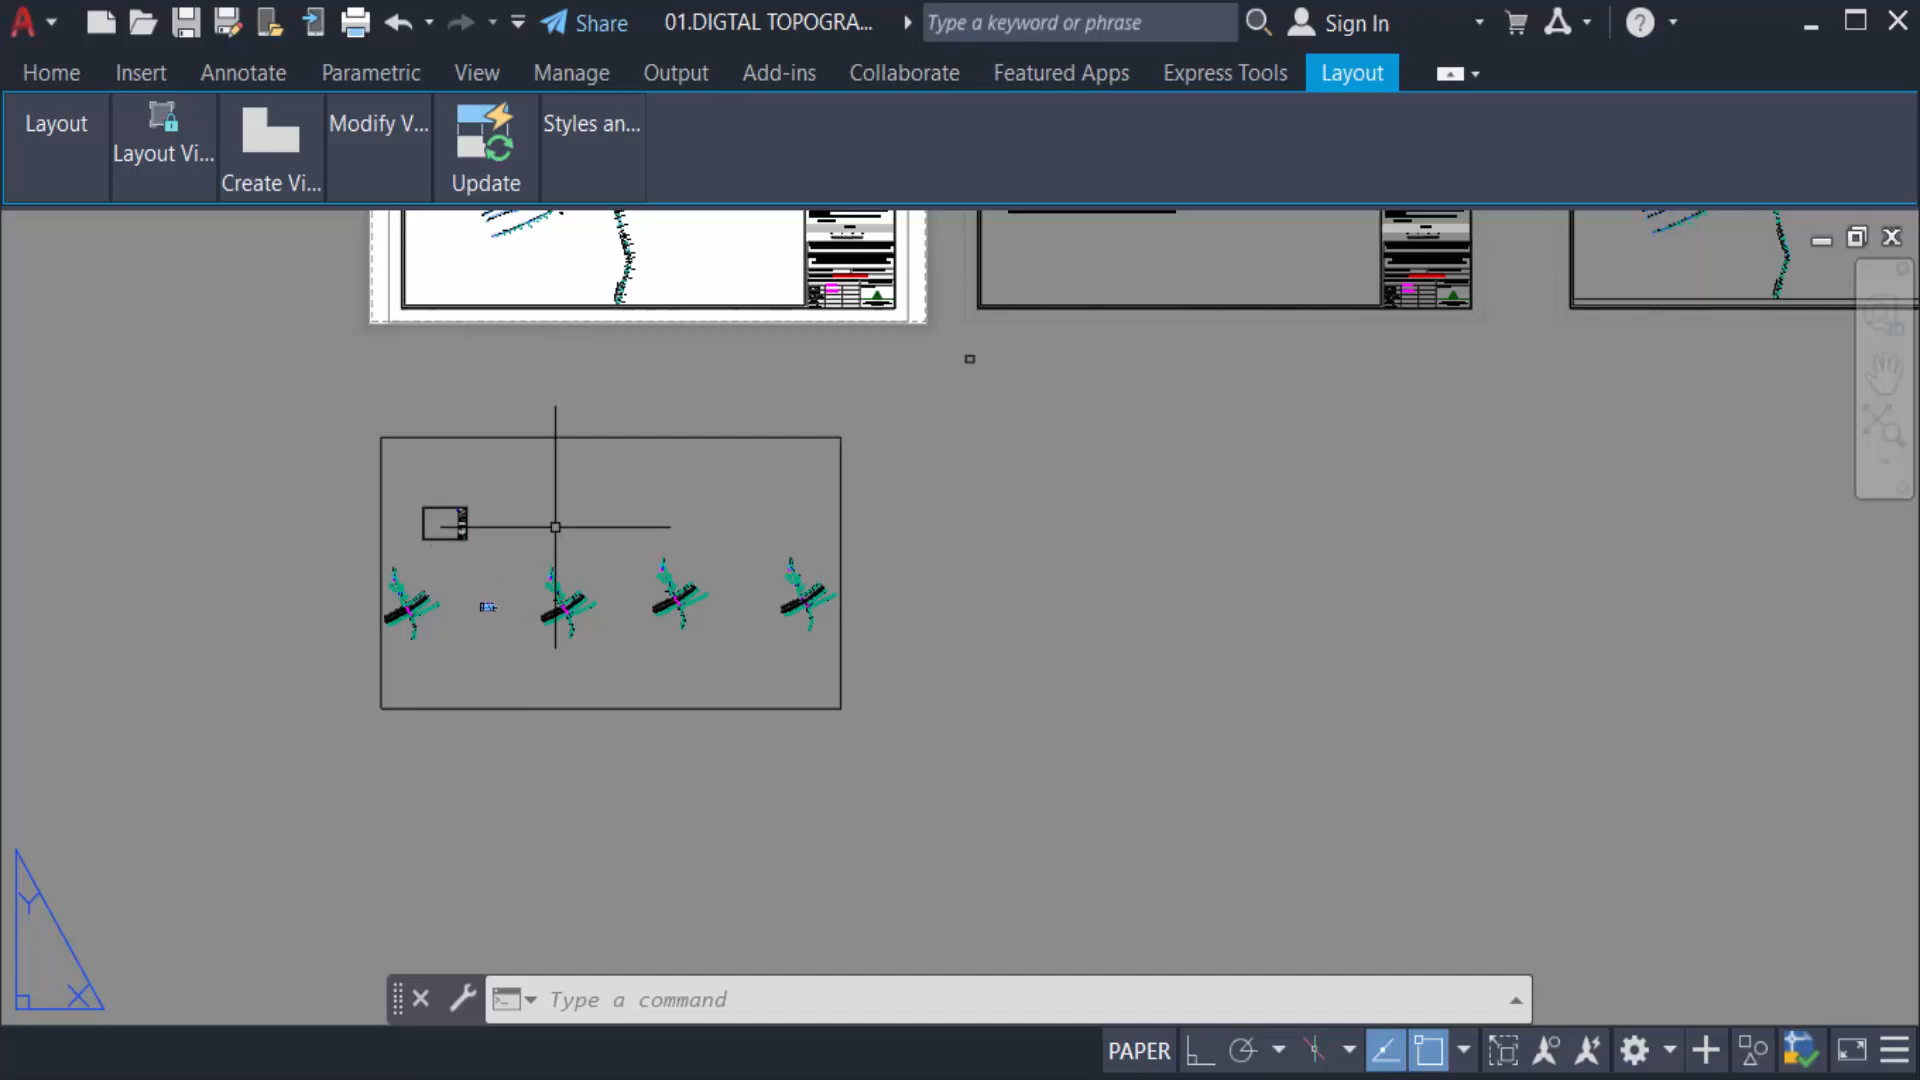 Share
01.DIGTAL TOPOGRA...
Type a keyword or phrase
Sign In
Home
Insert
Annotate
Parametric
View
Manage
Output
Add-ins
Collaborate
Featured Apps
Express Tools
Layout
Layout
Layout Vi...
Create Vi...
Modify V...
Update
Styles an...
Y
X
Type a command
PAPER